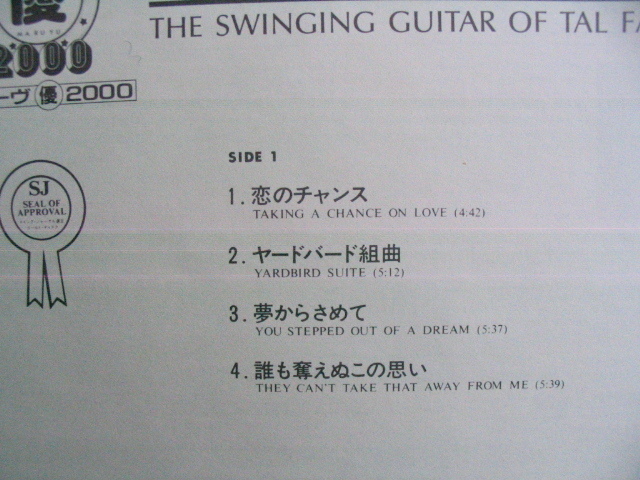 優
MARU YU
2000
ーヴ 優 2000
THE SWINGING GUITAR OF TAL FA
SJ
SEAL OF
APPROVAL
SIDE 1
1. 恋のチャンス
TAKING A CHANCE ON LOVE (4:42)
2. ヤードバード組曲
YARDBIRD SUITE (5:12)
3. 夢からさめて
YOU STEPPED OUT OF A DREAM (5:37)
4. 誰も奪えぬこの思い
THEY CAN'T TAKE THAT AWAY FROM ME (5:39)